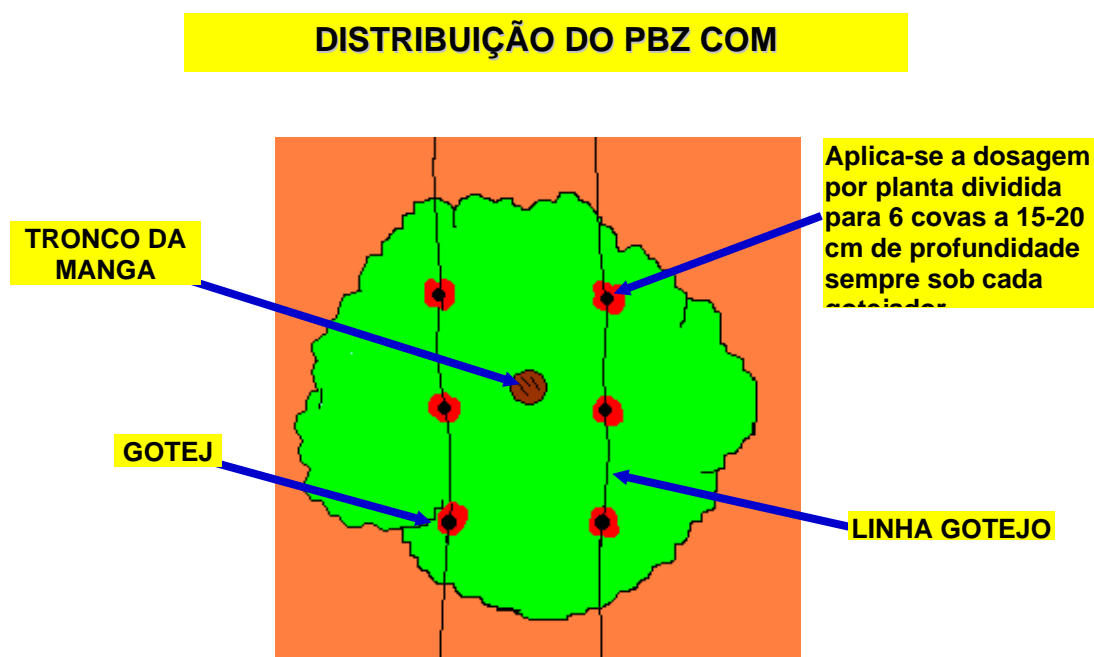 DISTRIBUIÇÃO DO PBZ COM
Aplica-se a dosagem
por planta dividida
para 6 covas a 15-20
cm de profundidade
sempre sob cada
gotejador
TRONCO DA
MANGA
GOTEJ
LINHA GOTEJO